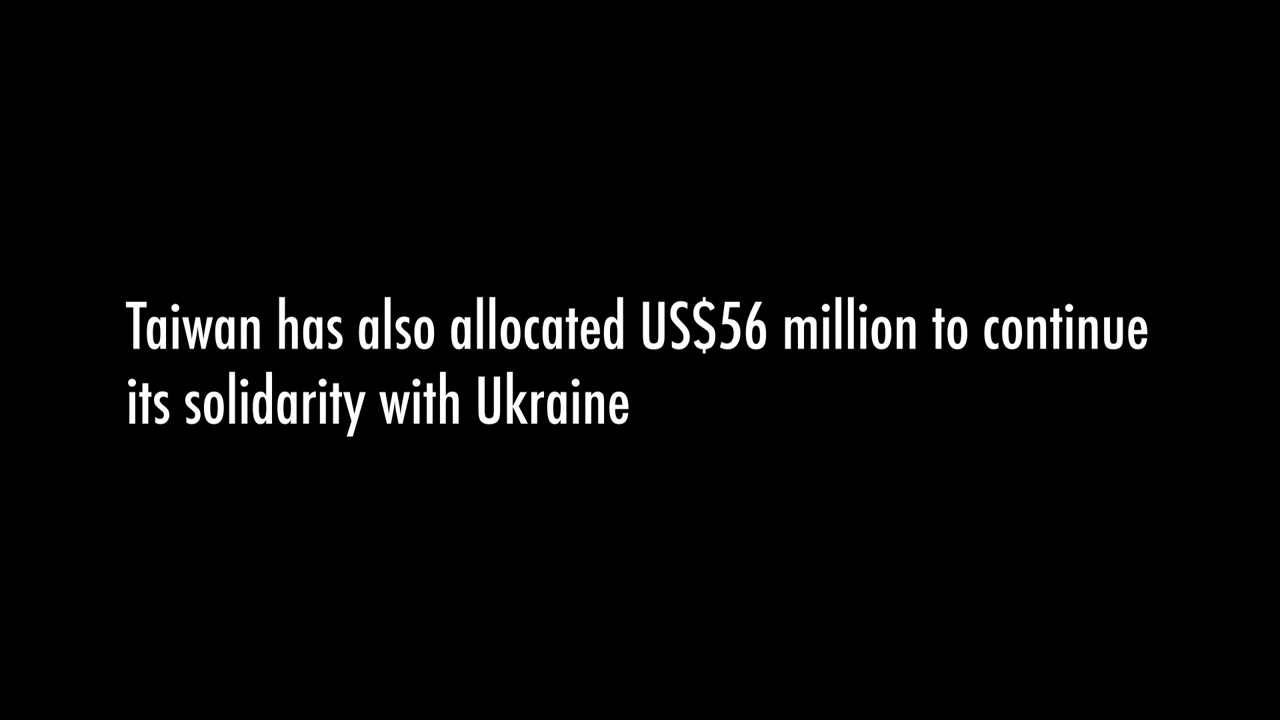 Taiwan has also allocated US$56 million to continue
its solidarity with Ukraine